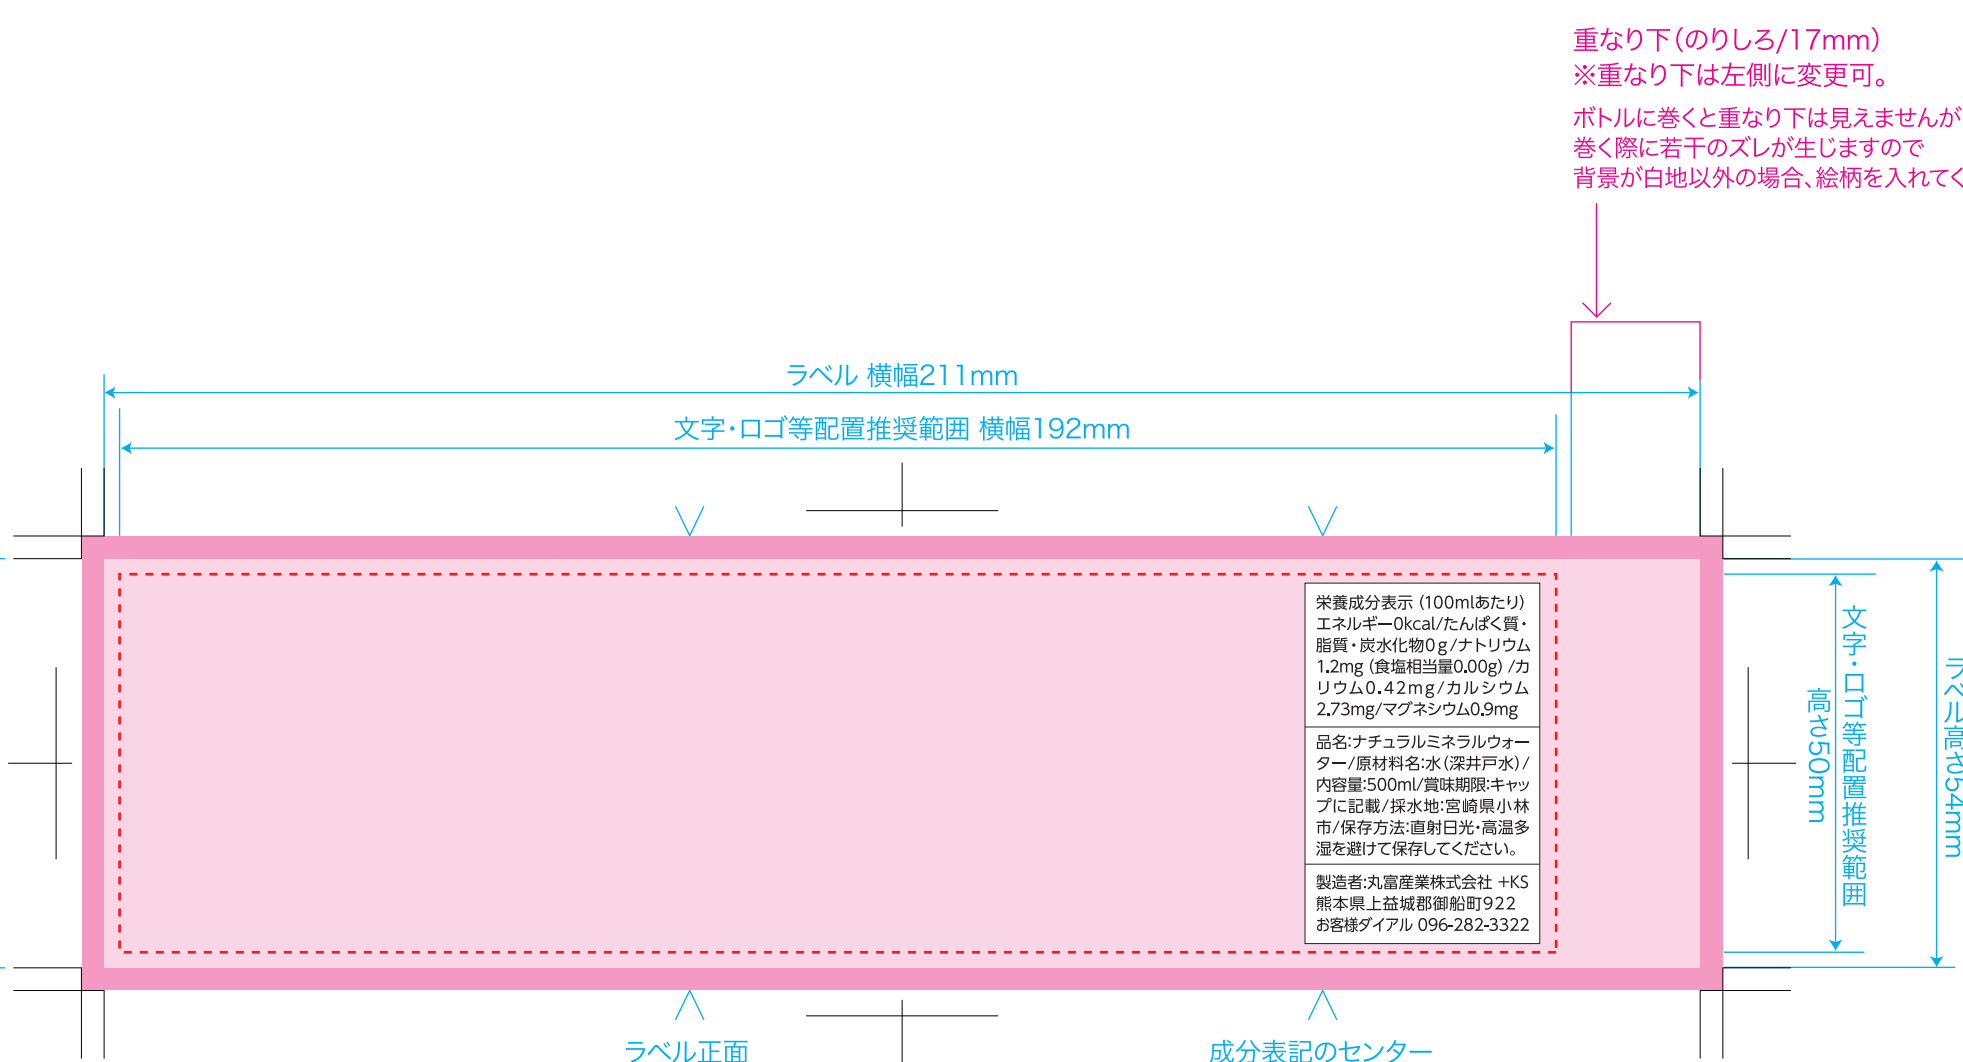 重なり下(のりしろ/17mm)
※重なり下は左側に変更可。
ボトルに巻くと重なり下は見えませんが
巻く際に若干のズレが生じますので
背景が白地以外の場合、絵柄を入れてく
ラベル 横幅211mm
文字・ロゴ等配置推奨範囲 横幅192mm
栄養成分表示 (100mlあたり)
エネルギー0kcal/たんぱく質・
脂質・炭水化物0g/ナトリウム
1.2mg (食塩相当量0.00g) /カ
リウム0.42mg/カルシウム
2.73mg/マグネシウム0.9mg
品名:ナチュラルミネラルウォー
ター/原材料名:水(深井戸水)/
内容量:500ml/賞味期限:キャッ
プに記載/採水地:宮崎県小林
市/保存方法:直射日光・高温多
湿を避けて保存してください。
製造者:丸富産業株式会社 +KS
熊本県上益城郡御船町922
お客様ダイアル 096-282-3322
文字・ロゴ等配置推奨範囲
高さ50mm
ラベル高さ54mm
ラベル正面
成分表記のセンター